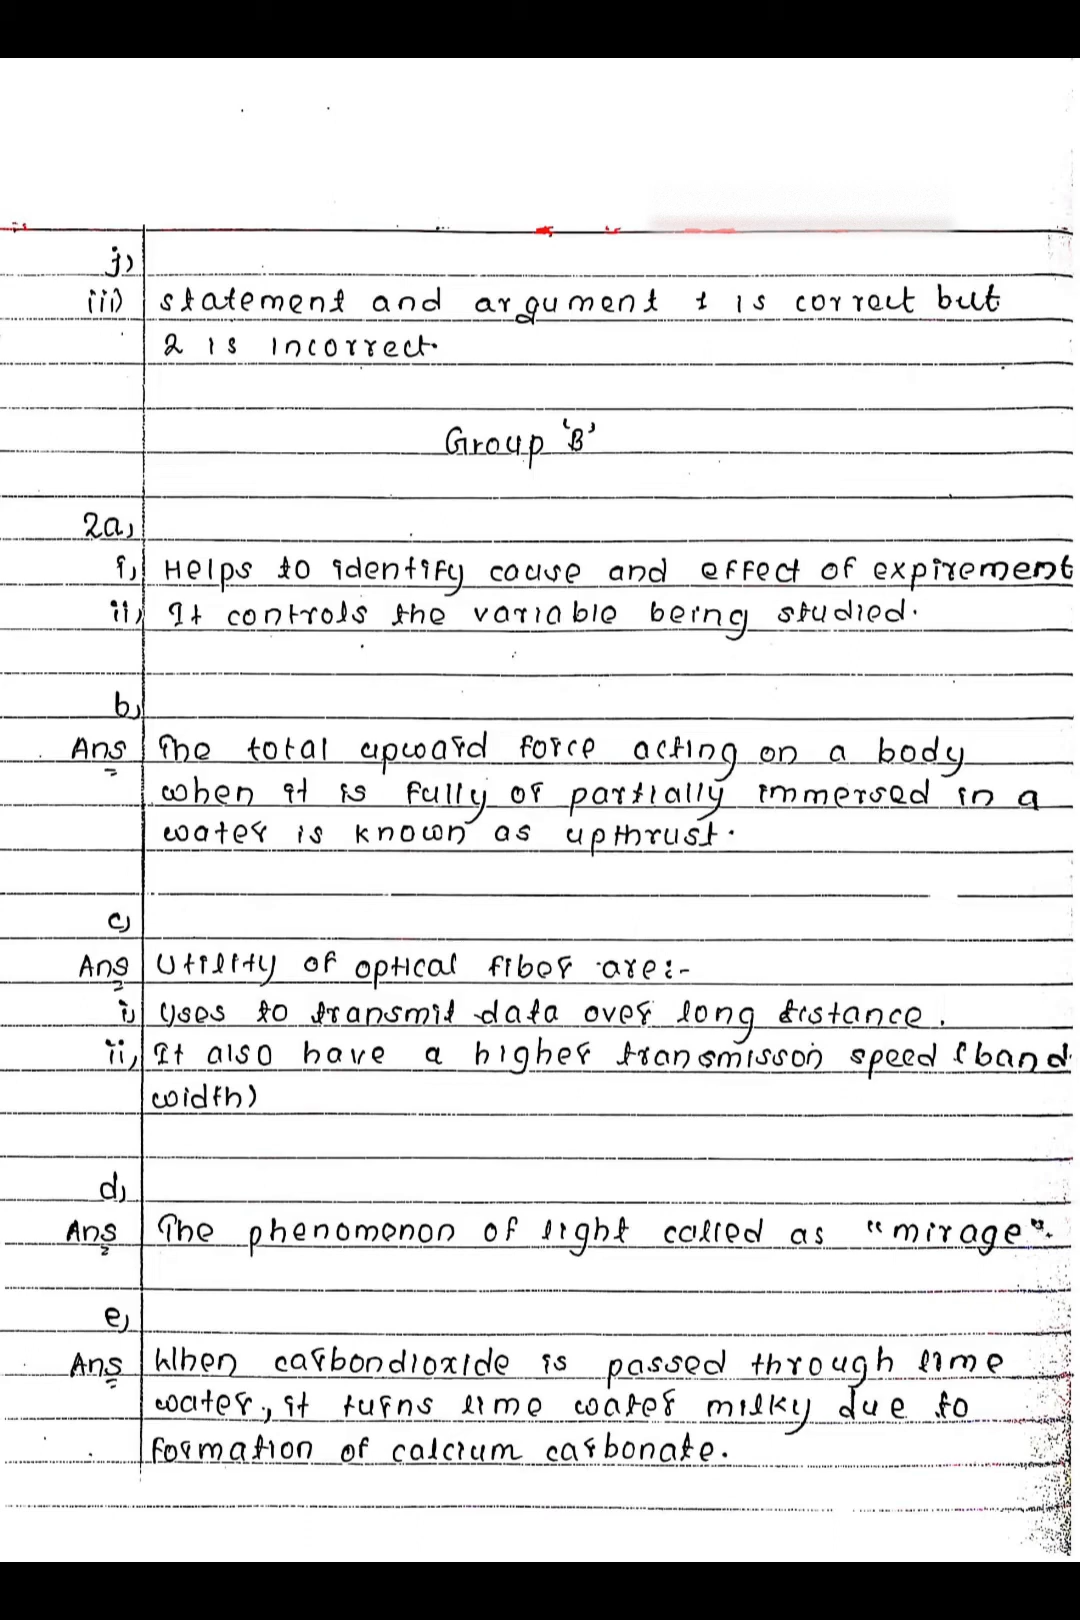 j)
iii) statement and argument 1 is correct but
2 is incorrect.
Group 'B'
2a,
i, Helps to identify cause and effect of expirement
ii, It controls the variable being studied.
b,
Ans The total upward force acting on a body
when it is fully or partially immersed in a
water is known as upthrust.
c,
Ans Utility of optical fiber are:-
i, Uses to transmit data over long distance.
ii, It also have a higher transmisson speed (band
width)
d,
Ans The phenomenon of light called as "mirage".
e,
Ans When carbondioxide is passed through lime
water, it turns lime water milky due to
formation of calcium carbonate.